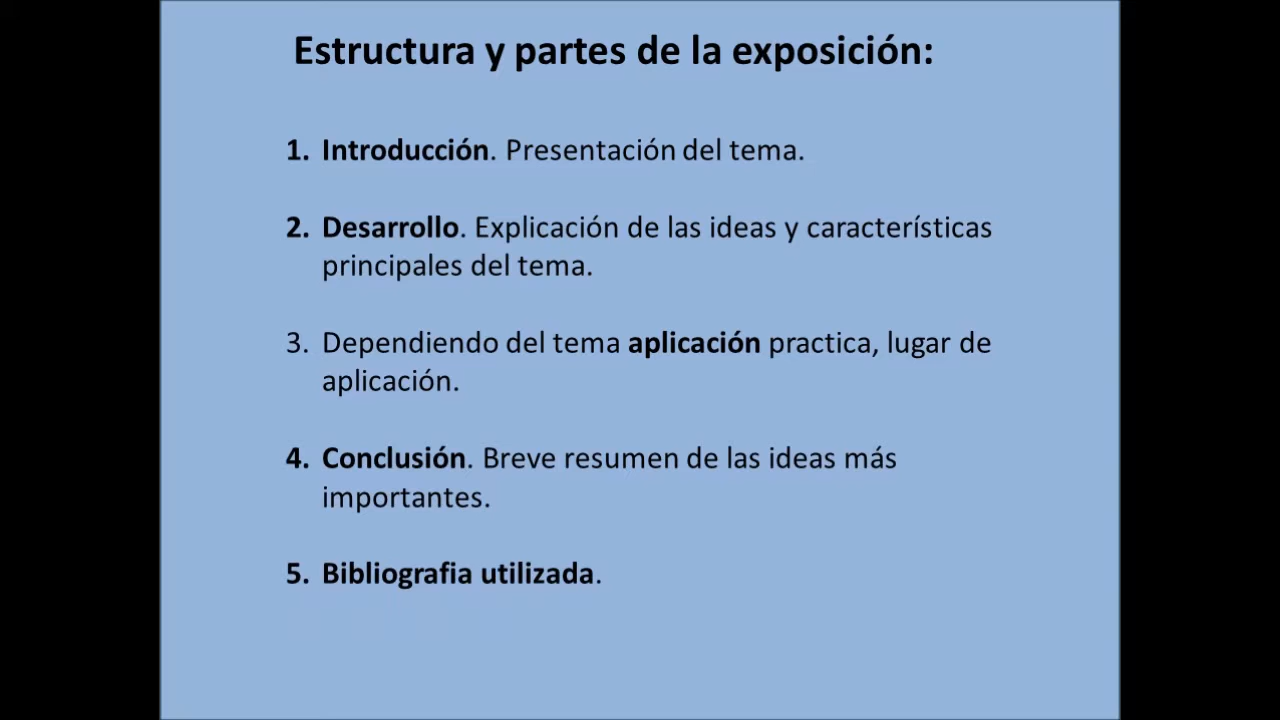 Estructura y partes de la exposición:
1. Introducción. Presentación del tema.
2. Desarrollo. Explicación de las ideas y características
principales del tema.
3. Dependiendo del tema aplicación practica, lugar de
aplicación.
4. Conclusión. Breve resumen de las ideas más
importantes.
5. Bibliografia utilizada.